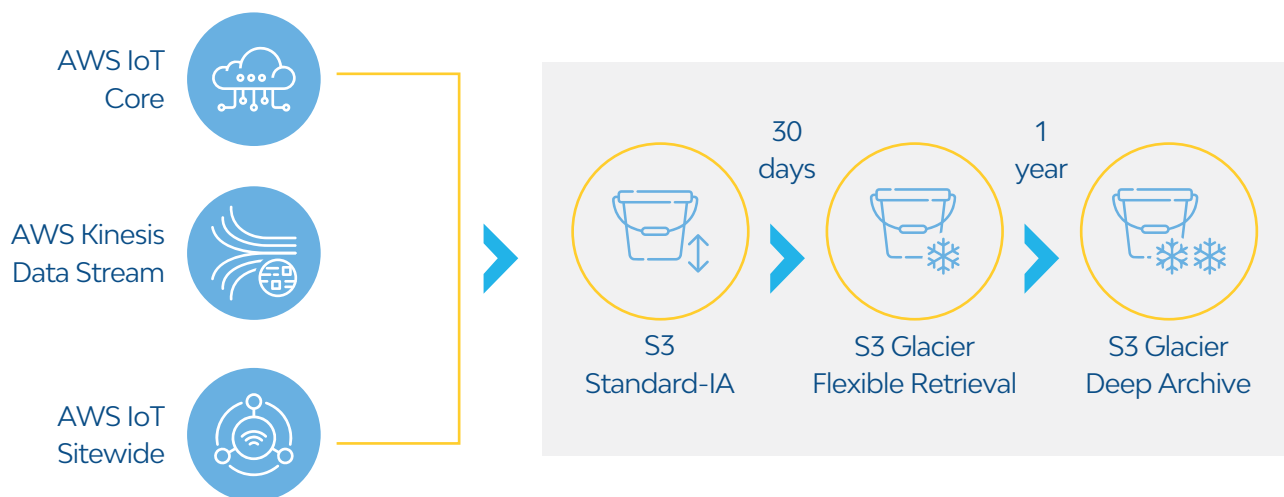 AWS IoT
Core
AWS Kinesis
Data Stream
AWS IoT
Sitewide
30
days
1
year
S3
Standard-IA
S3 Glacier
Flexible Retrieval
S3 Glacier
Deep Archive